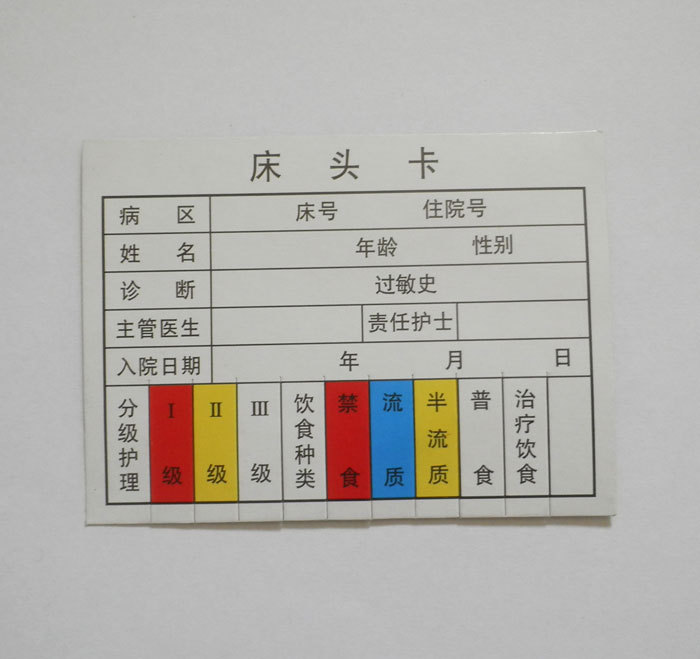 床头卡
病区 床号 住院号
姓名 年龄 性别
诊断 过敏史
主管医生 责任护士
入院日期 年 月 日
分级护理 Ⅰ级 Ⅱ级 Ⅲ级 饮食种类 禁食 流质 半流质 普食 治疗饮食